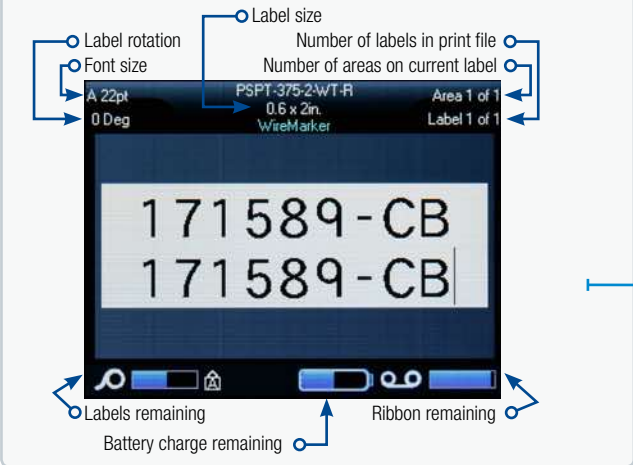 Label size
Label rotation
Number of labels in print file
Font size
Number of areas on current label
A 22pt
PSPT-375-2-WT-R
Area 1 of 1
0 Deg
0.6 x 2in.
Label 1 of 1
WireMarker
171589-CB
171589-CB
A
Labels remaining
Ribbon remaining
Battery charge remaining